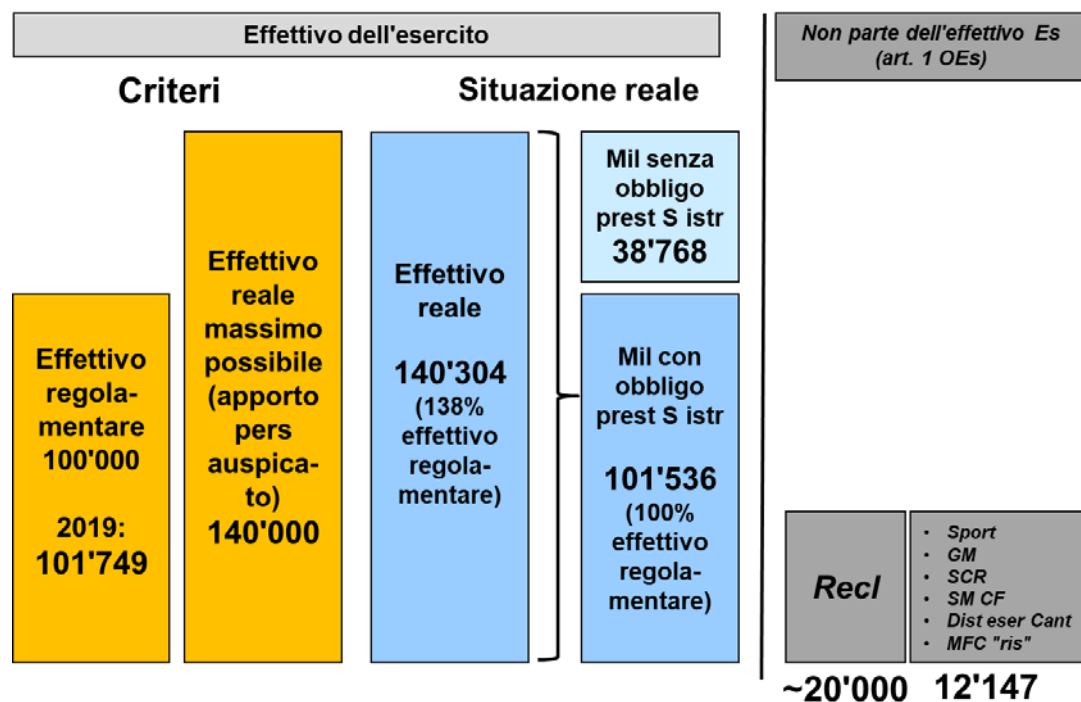 Effettivo dell'esercito
Non parte dell'effettivo Es
(art. 1 OEs)
Criteri
Situazione reale
Effettivo
regola-
mentare
100'000
2019:
101'749
Effettivo
reale
massimo
possibile
(apporto
pers
auspica-
to)
140'000
Effettivo
reale
140'304
(138%
effettivo
regola-
mentare)
Mil senza
obbligo
prest S istr
38'768
Mil con
obbligo
prest S istr
101'536
(100%
effettivo
regola-
mentare)
Recl
~20'000
• Sport
• GM
• SCR
• SM CF
• Dist eser Cant
• MFC "ris"
12'147